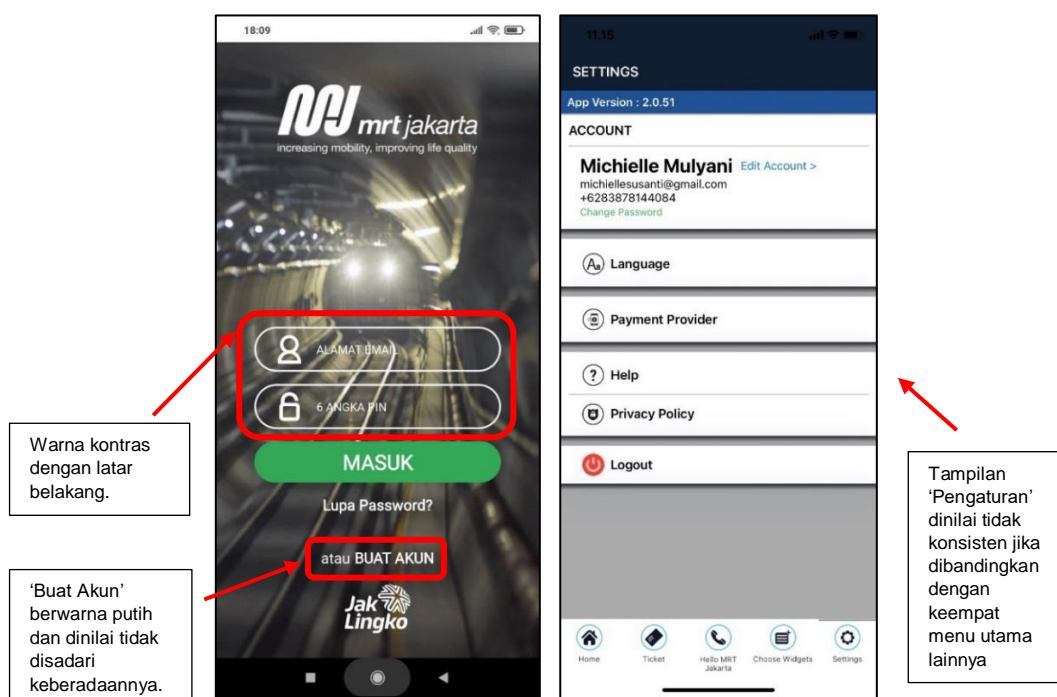 18:09
mrt jakarta
increasing mobility, improving life quality
ALAMAT EMAIL
6 ANGKA PIN
MASUK
Lupa Password?
atau BUAT AKUN
Jak
Lingko
11.15
SETTINGS
App Version : 2.0.51
ACCOUNT
Michielle Mulyani Edit Account >
michiellesusanti@gmail.com
+6283878144084
Change Password
Language
Payment Provider
Help
Privacy Policy
Logout
Home
Ticket
Hello MRT
Jakarta
Choose Widgets
Settings
Warna kontras
dengan latar
belakang.
‘Buat Akun’
berwarna putih
dan dinilai tidak
disadari
keberadaannya.
Tampilan
‘Pengaturan’
dinilai tidak
konsisten jika
dibandingkan
dengan
keempat
menu utama
lainnya